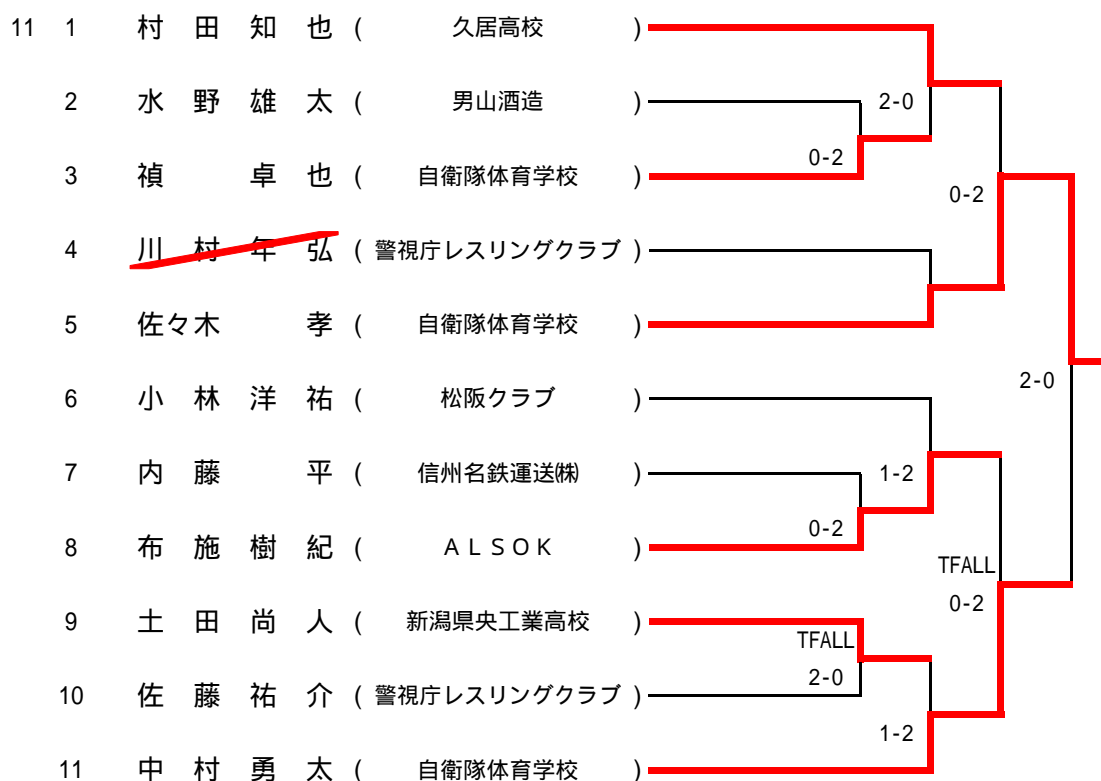 11 1 村田知也 ( 久居高校 )
2 水野雄太 ( 男山酒造 )
2-0
0-2
3 禎 卓也 ( 自衛隊体育学校 )
0-2
4 川村年弘 ( 警視庁レスリングクラブ )
5 佐々木 孝 ( 自衛隊体育学校 )
2-0
6 小林洋祐 ( 松阪クラブ )
7 内藤 平 ( 信州名鉄運送㈱ )
1-2
0-2
8 布施樹紀 ( ALSOK )
TFALL
0-2
9 土田尚人 ( 新潟県央工業高校 )
TFALL
2-0
10 佐藤祐介 ( 警視庁レスリングクラブ )
1-2
11 中村勇太 ( 自衛隊体育学校 )